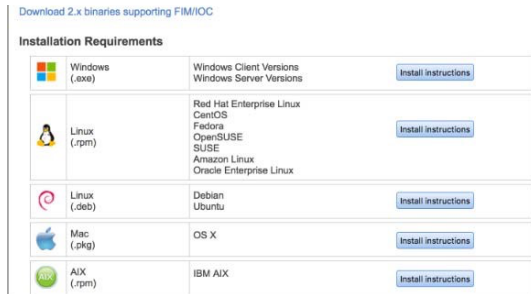 Download 2.x binaries supporting FIM/IOC
Installation Requirements
Windows
(.exe)
Windows Client Versions
Windows Server Versions
Install instructions
Linux
(.rpm)
Red Hat Enterprise Linux
CentOS
Fedora
OpenSUSE
SUSE
Amazon Linux
Oracle Enterprise Linux
Install instructions
Linux
(.deb)
Debian
Ubuntu
Install instructions
Mac
(.pkg)
OS X
Install instructions
AIX
AIX
(.rpm)
IBM AIX
Install instructions